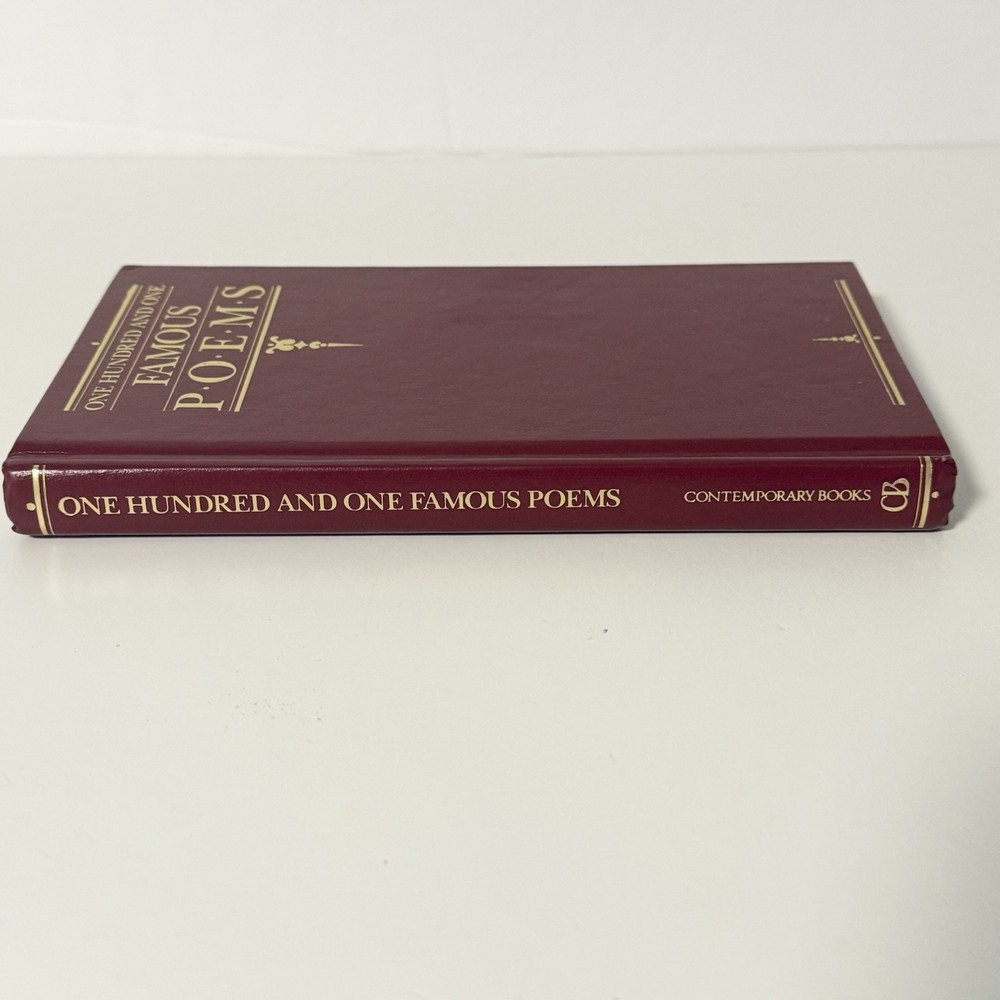 ONE HUNDRED AND ONE
FAMOUS
P·O·E·M·S
ONE HUNDRED AND ONE FAMOUS POEMS
CONTEMPORARY BOOKS
CB